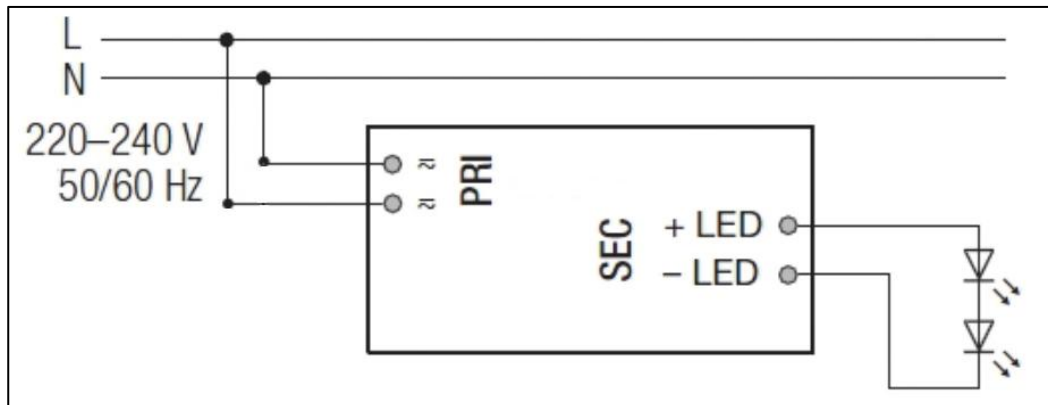 L
N
220–240 V
50/60 Hz
≂
≂
PRI
SEC
+ LED
– LED